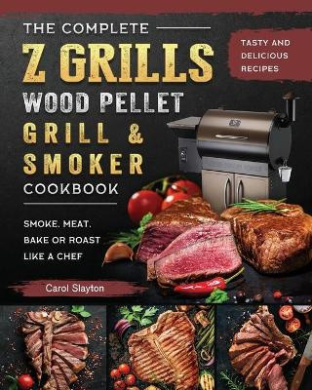 THE COMPLETE
Z GRILLS
WOOD PELLET
GRILL &
SMOKER
COOKBOOK
TASTY AND
DELICIOUS
RECIPES
SMOKE, MEAT,
BAKE OR ROAST
LIKE A CHEF
Carol Slayton